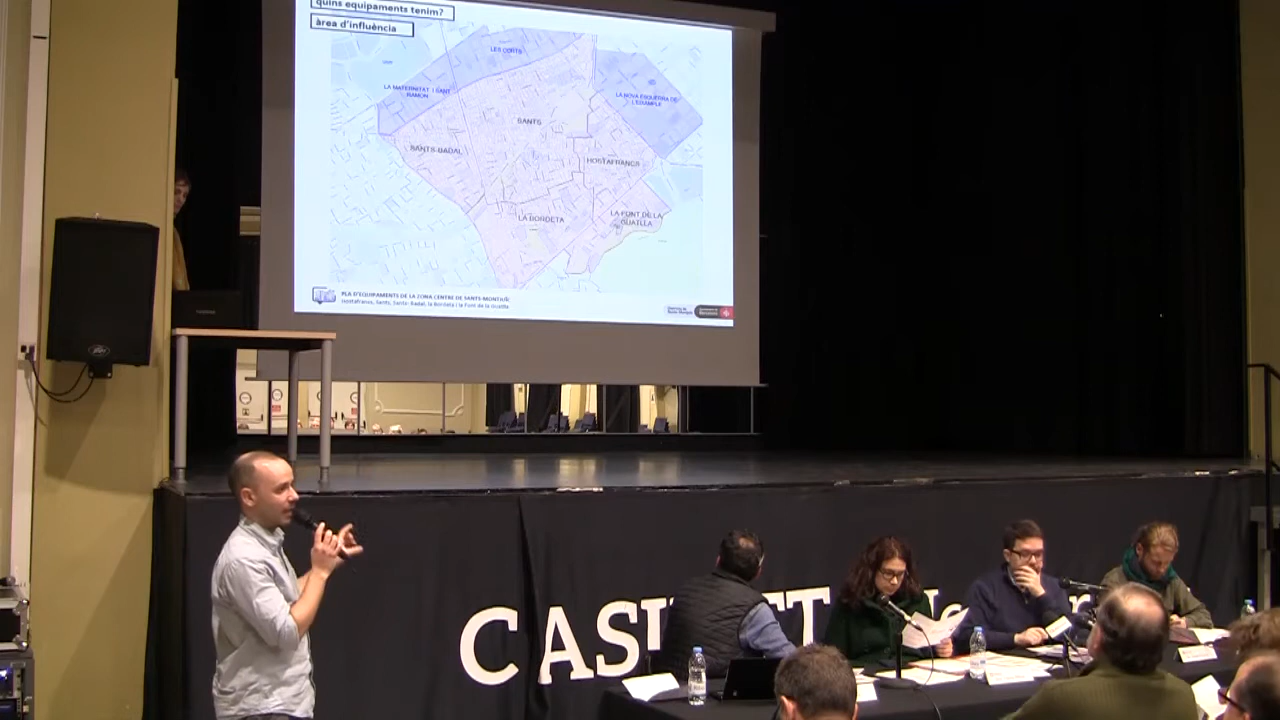 quins equipaments tenim?
àrea d'influència
LES CORTS
LA MATERNITAT I SANT
RAMON
LA NOVA ESQUERRA DE
L'EIXAMPLE
SANTS
SANTS-BADAL
HOSTAFRANCS
LA BORDETA
LA FONT DE LA
GUATLLA
PLA D'EQUIPAMENTS DE LA ZONA CENTRE DE SANTS-MONTJUÏC
Hostafrancs, Sants, Sants-Badal, la Bordeta i la Font de la Guatlla
CASI